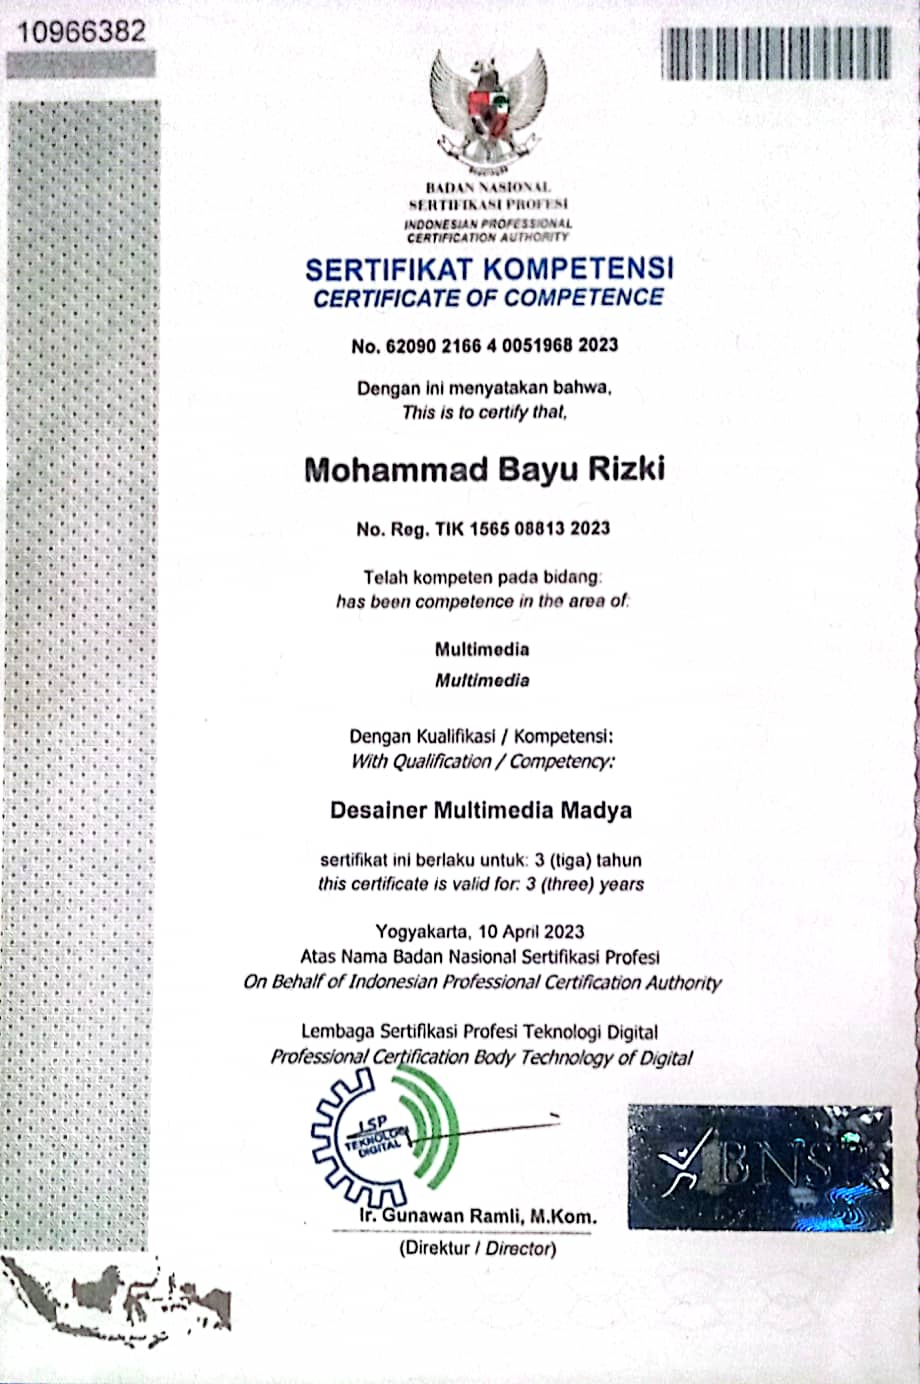 10966382
BADAN NASIONAL
SERTIFIKASI PROFESI
INDONESIAN PROFESSIONAL
CERTIFICATION AUTHORITY
SERTIFIKAT KOMPETENSI
CERTIFICATE OF COMPETENCE
No. 62090 2166 4 0051968 2023
Dengan ini menyatakan bahwa,
This is to certify that,
Mohammad Bayu Rizki
No. Reg. TIK 1565 08813 2023
Telah kompeten pada bidang:
has been competence in the area of:
Multimedia
Multimedia
Dengan Kualifikasi / Kompetensi:
With Qualification / Competency:
Desainer Multimedia Madya
sertifikat ini berlaku untuk: 3 (tiga) tahun
this certificate is valid for: 3 (three) years
Yogyakarta, 10 April 2023
Atas Nama Badan Nasional Sertifikasi Profesi
On Behalf of Indonesian Professional Certification Authority
Lembaga Sertifikasi Profesi Teknologi Digital
Professional Certification Body Technology of Digital
LSP
TEKNOLOGI
DIGITAL
BNSP
Ir. Gunawan Ramli, M.Kom.
(Direktur / Director)